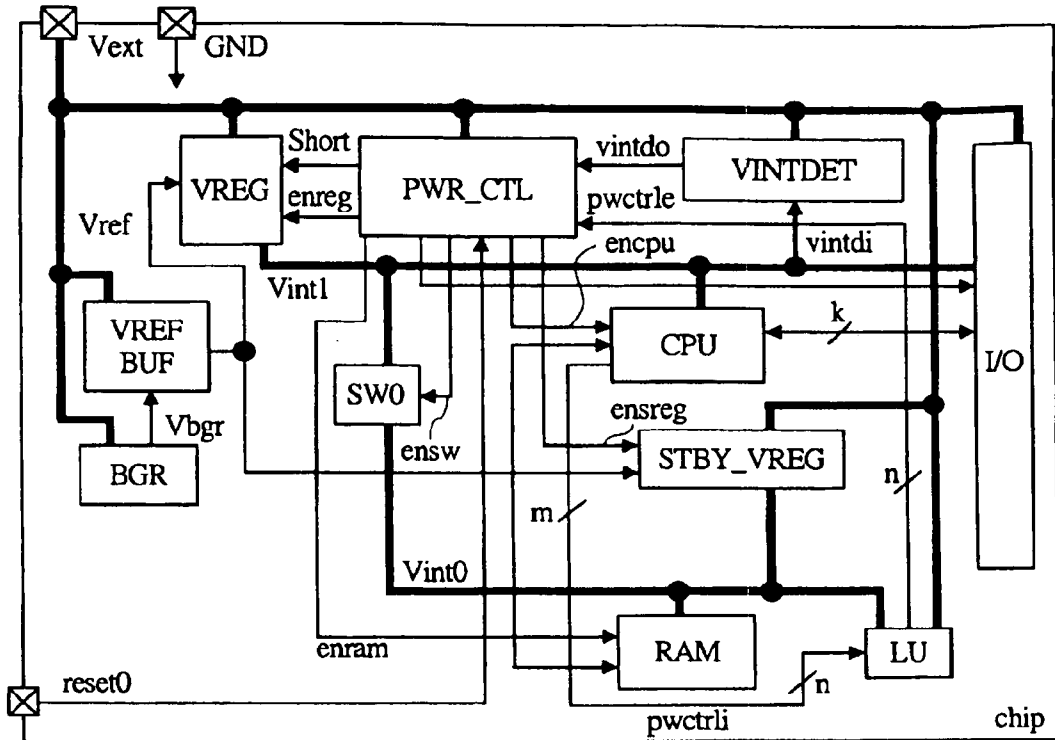 Vext
GND
Short
vintdo
VINTDET
VREG
PWR_CTL
enreg
pwctrle
Vref
encpu
vintdi
Vint1
VREF
BUF
CPU
k
I/O
SW0
Vbgr
ensw
ensreg
BGR
STBY_VREG
n
m
Vint0
enram
RAM
LU
reset0
n
pwctrli
chip